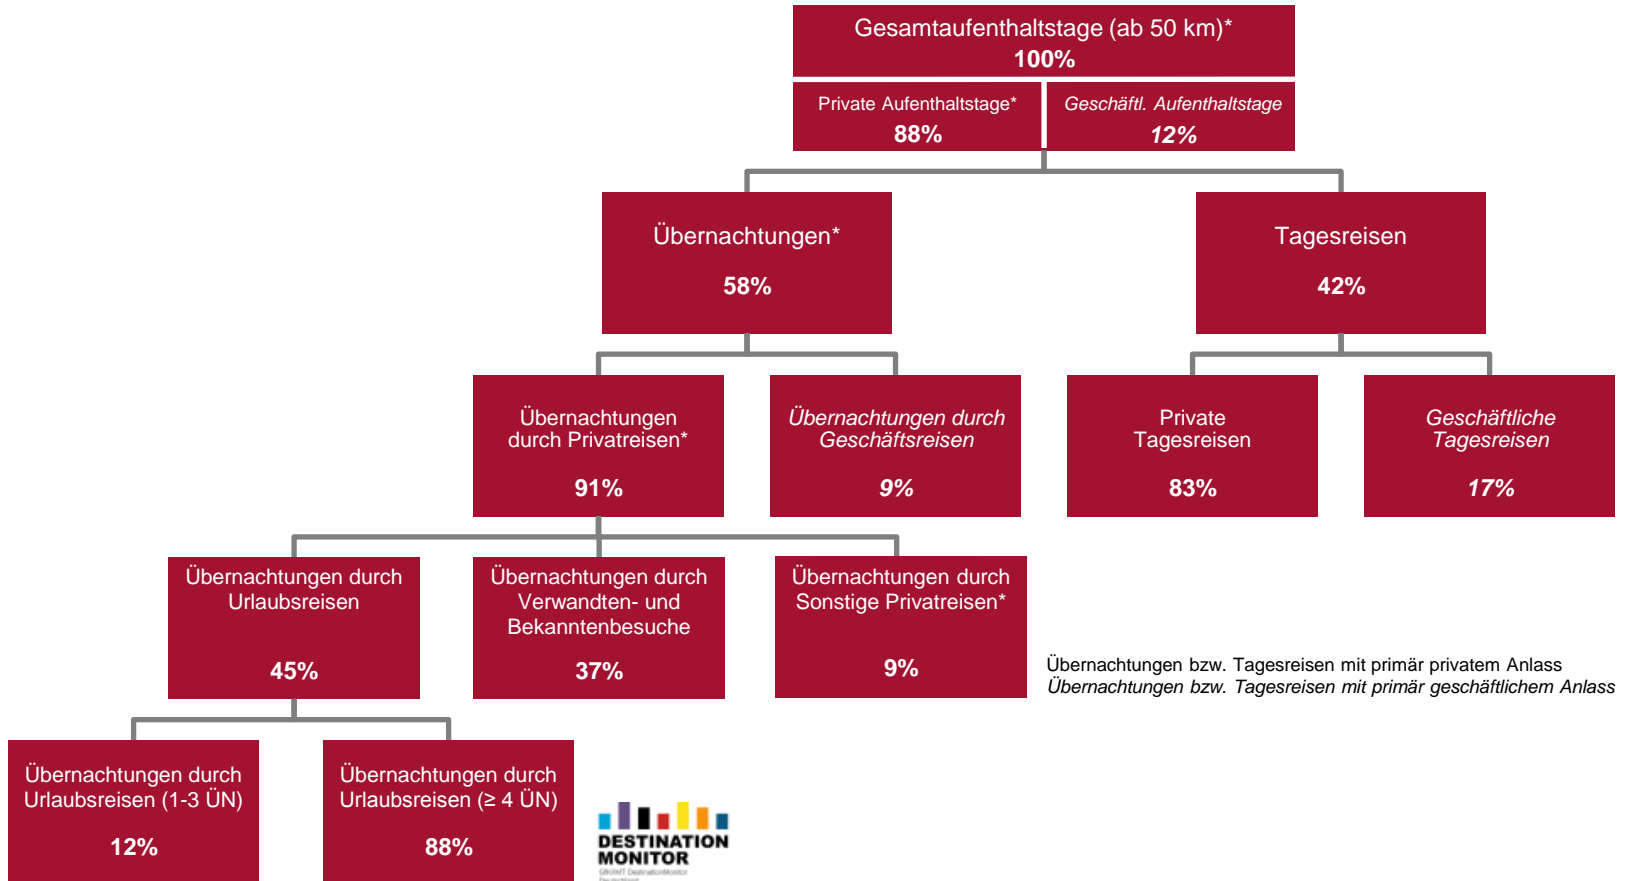 Gesamtaufenthaltstage (ab 50 km)*
100%
Private Aufenthaltstage*
88%
Geschäftl. Aufenthaltstage
12%
Übernachtungen*
58%
Tagesreisen
42%
Übernachtungen
durch Privatreisen*
91%
Übernachtungen durch
Geschäftsreisen
9%
Private
Tagesreisen
83%
Geschäftliche
Tagesreisen
17%
Übernachtungen durch
Urlaubsreisen
45%
Übernachtungen durch
Verwandten- und
Bekanntenbesuche
37%
Übernachtungen durch
Sonstige Privatreisen*
9%
Übernachtungen bzw. Tagesreisen mit primär privatem Anlass
Übernachtungen bzw. Tagesreisen mit primär geschäftlichem Anlass
Übernachtungen durch
Urlaubsreisen (1-3 ÜN)
12%
Übernachtungen durch
Urlaubsreisen (≥ 4 ÜN)
88%
DESTINATION
MONITOR
GfK/IMT DestinationMonitor